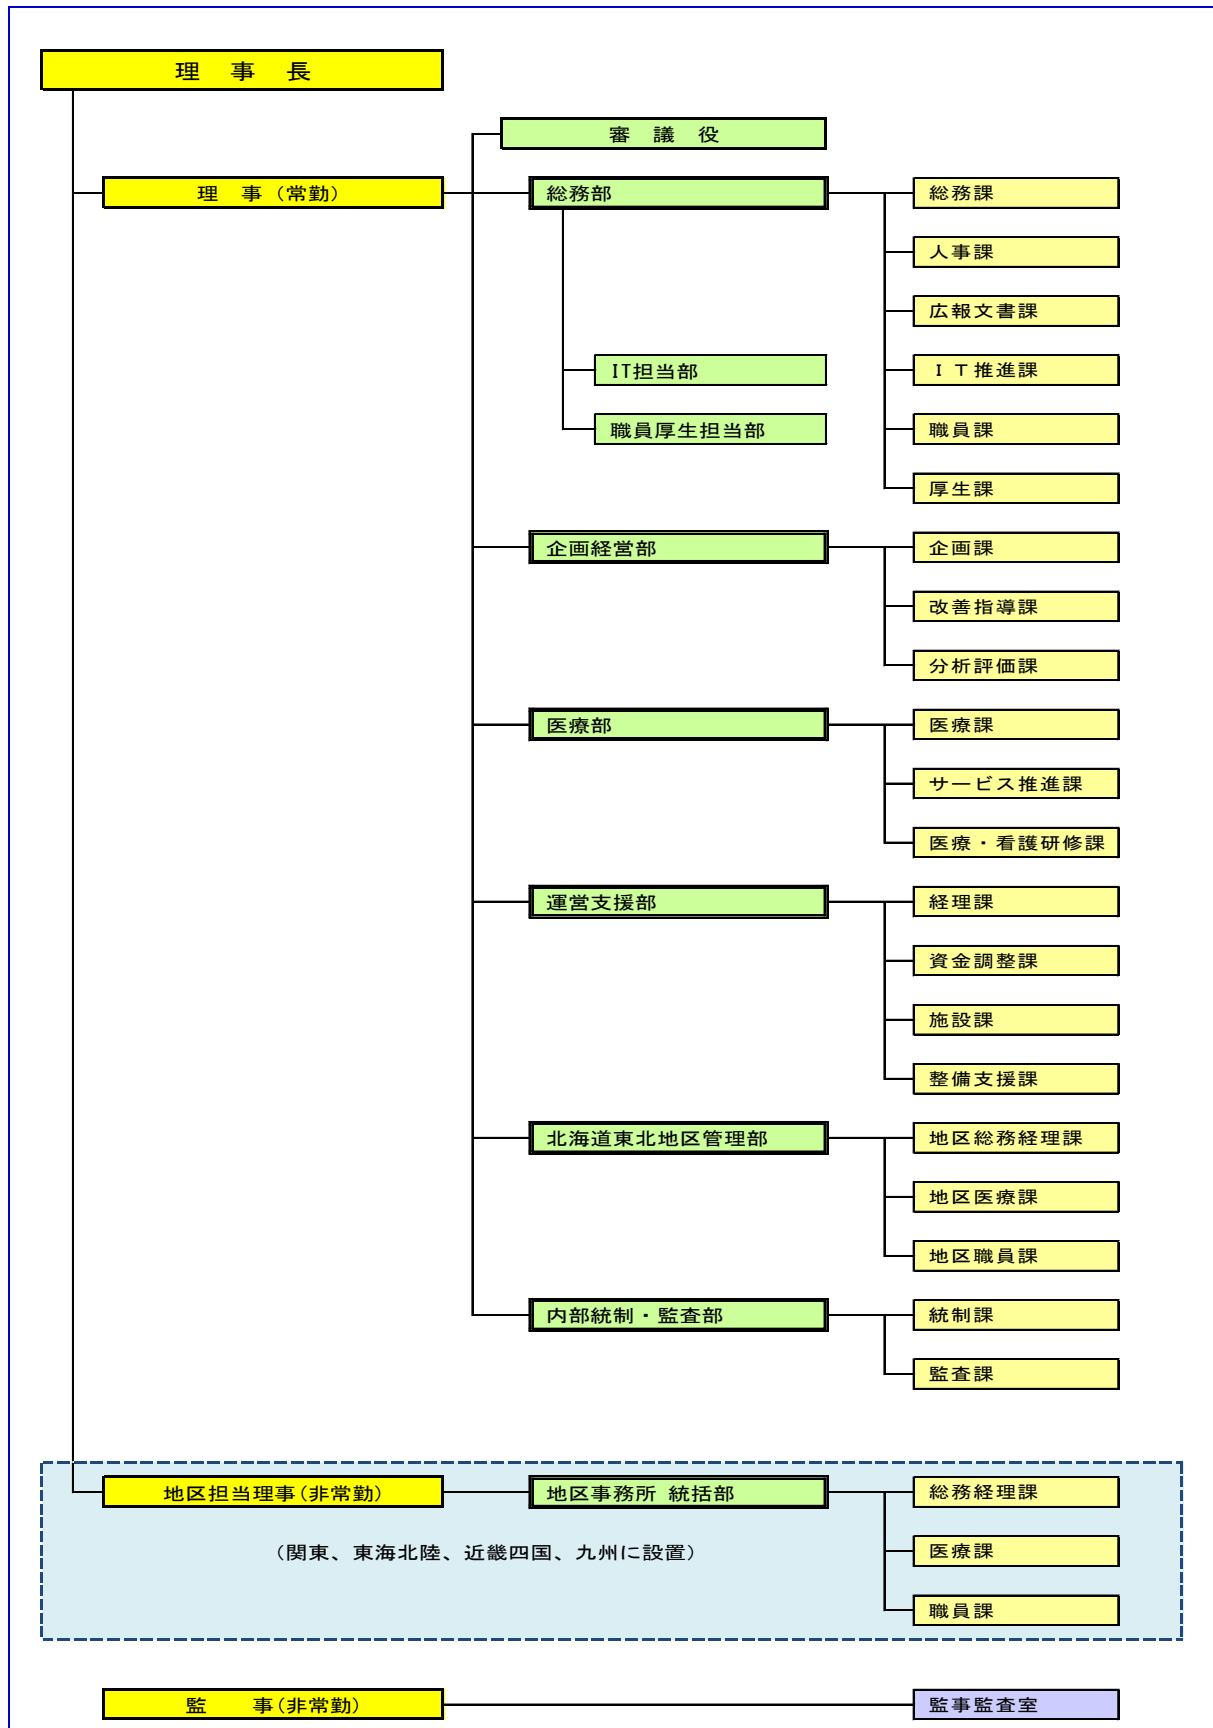 理　事　長
審　議　役
理　事（常勤）
総務部
総務課
人事課
広報文書課
IT担当部
ＩＴ推進課
職員厚生担当部
職員課
厚生課
企画経営部
企画課
改善指導課
分析評価課
医療部
医療課
サービス推進課
医療・看護研修課
運営支援部
経理課
資金調整課
施設課
整備支援課
北海道東北地区管理部
地区総務経理課
地区医療課
地区職員課
内部統制・監査部
統制課
監査課
地区担当理事(非常勤)
地区事務所 統括部
総務経理課
（関東、東海北陸、近畿四国、九州に設置）
医療課
職員課
監　　事(非常勤)
監事監査室